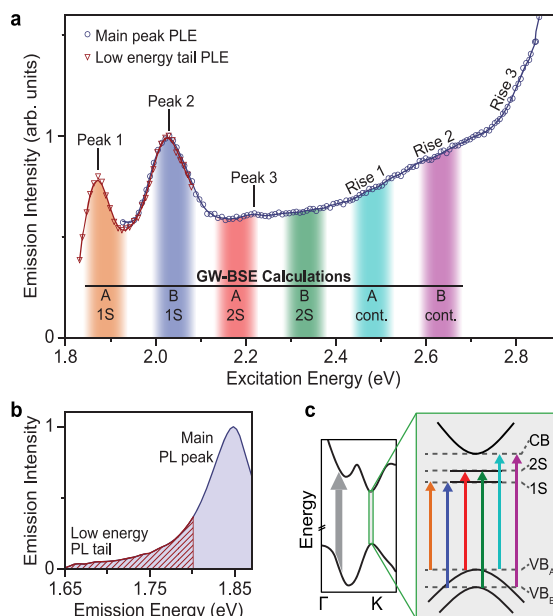 a
Main peak PLE
Low energy tail PLE
Peak 1
Peak 2
Peak 3
Rise 1
Rise 2
Rise 3
Emission Intensity (arb. units)
1
0
GW-BSE Calculations
A 1S
B 1S
A 2S
B 2S
A cont.
B cont.
1.8
2.0
2.2
2.4
2.6
2.8
Excitation Energy (eV)
b
Emission Intensity
1
0
Main PL peak
Low energy PL tail
1.65
1.75
1.85
Emission Energy (eV)
c
Energy
Γ
K
CB
2S
1S
VB_A
VB_B